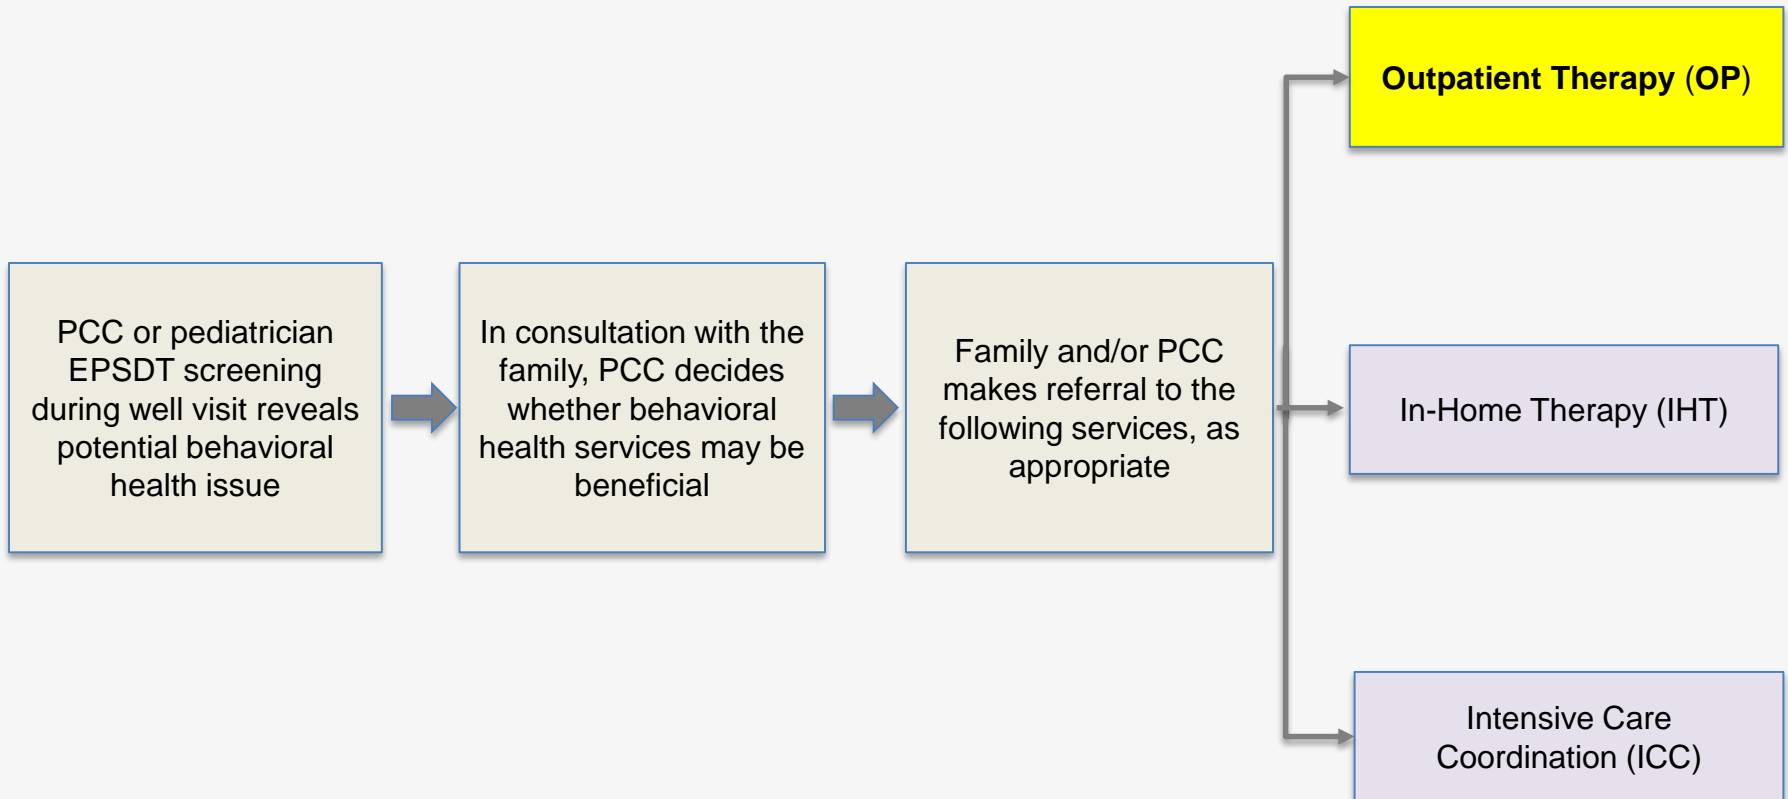 PCC or pediatrician
EPSDT screening
during well visit reveals
potential behavioral
health issue
In consultation with the
family, PCC decides
whether behavioral
health services may be
beneficial
Family and/or PCC
makes referral to the
following services, as
appropriate
Outpatient Therapy (OP)
In-Home Therapy (IHT)
Intensive Care
Coordination (ICC)